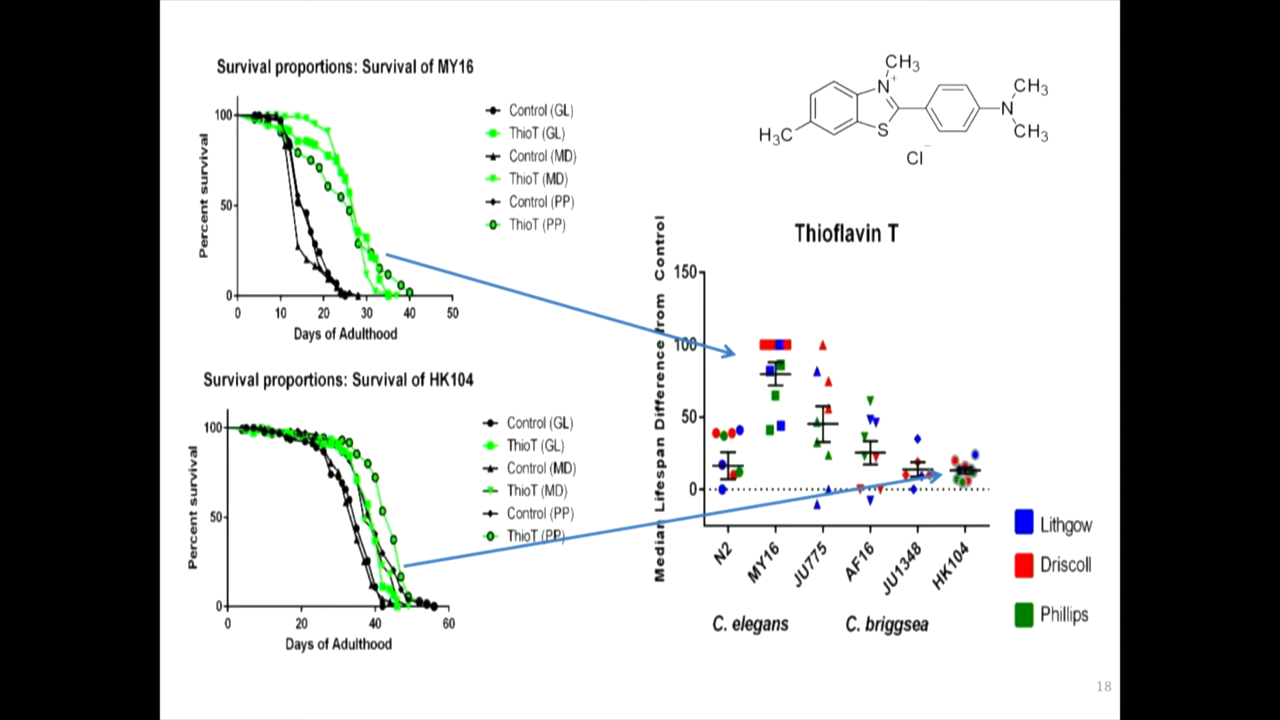 Survival proportions: Survival of MY16
Percent survival
100
50
0
0 10 20 30 40 50
Days of Adulthood
Control (GL)
ThioT (GL)
Control (MD)
ThioT (MD)
Control (PP)
ThioT (PP)
Survival proportions: Survival of HK104
Percent survival
100
50
0
0 20 40 60
Days of Adulthood
Control (GL)
ThioT (GL)
Control (MD)
ThioT (MD)
Control (PP)
ThioT (PP)
CH₃
N⁺
S
H₃C
N
CH₃
CH₃
Cl⁻
Thioflavin T
Median Lifespan Difference from Control
150
100
50
0
N2 MY16 JU775 AF16 JU1348 HK104
C. elegans C. briggsea
Lithgow
Driscoll
Phillips
18